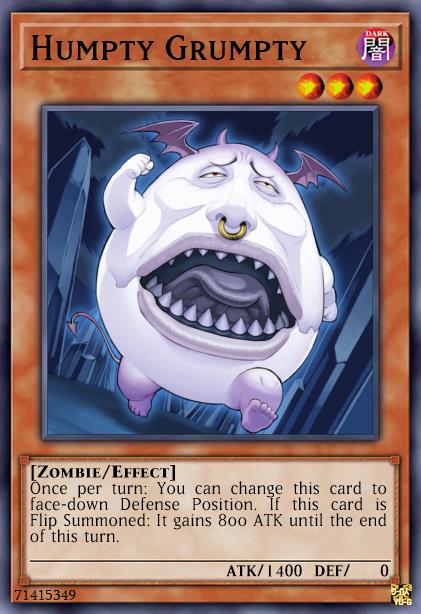 Humpty Grumpty
DARK
闇
[Zombie/Effect]
Once per turn: You can change this card to
face-down Defense Position. If this card is
Flip Summoned: It gains 800 ATK until the end
of this turn.
ATK/1400 DEF/ 0
71415349